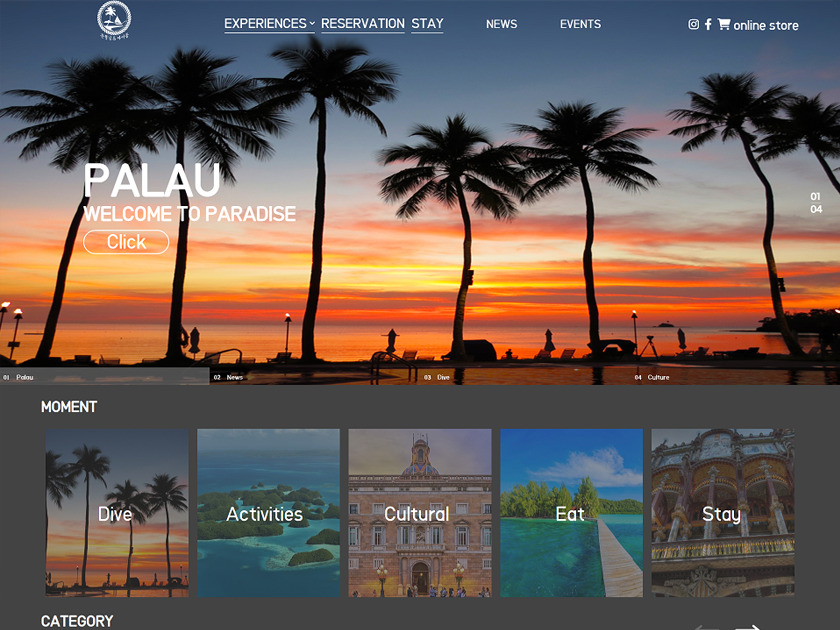 EXPERIENCES RESERVATION STAY NEWS EVENTS online store
PALAU
WELCOME TO PARADISE
Click
01
04
01 Palau 02 News 03 Dive 04 Culture
MOMENT
Dive Activities Cultural Eat Stay
CATEGORY